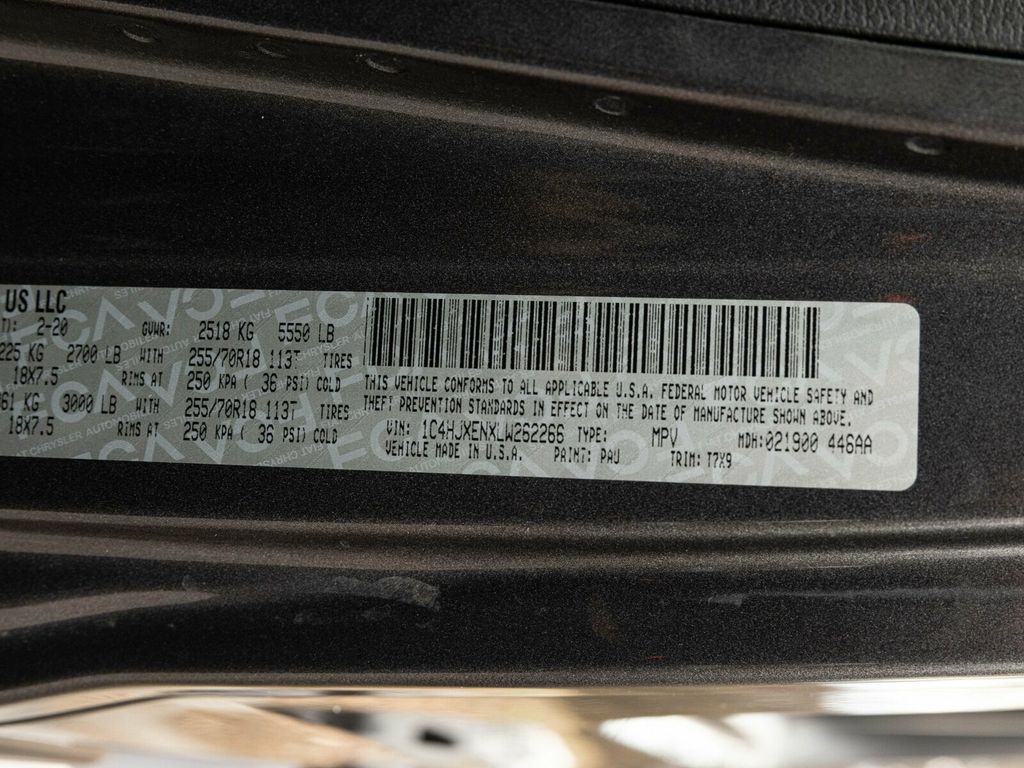 US LLC
2-20 GVWR: 2518 KG 5550 LB
225 KG 2700 LB WITH 255/70R18 113T TIRES
18X7.5 RIMS AT 250 KPA ( 36 PSI) COLD
61 KG 3000 LB WITH 255/70R18 113T TIRES
18X7.5 RIMS AT 250 KPA ( 36 PSI) COLD
THIS VEHICLE CONFORMS TO ALL APPLICABLE U.S.A. FEDERAL MOTOR VEHICLE SAFETY AND
THEFT PREVENTION STANDARDS IN EFFECT ON THE DATE OF MANUFACTURE SHOWN ABOVE.
VIN: 1C4HJXENXLW262266 TYPE: MPV MDH:021900 446AA
VEHICLE MADE IN U.S.A. PAINT: PAU TRIM: T7X9